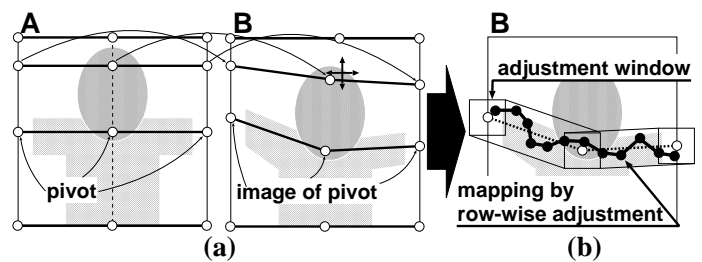 A
B
B
adjustment window
pivot
image of pivot
mapping by
row-wise adjustment
(a)
(b)